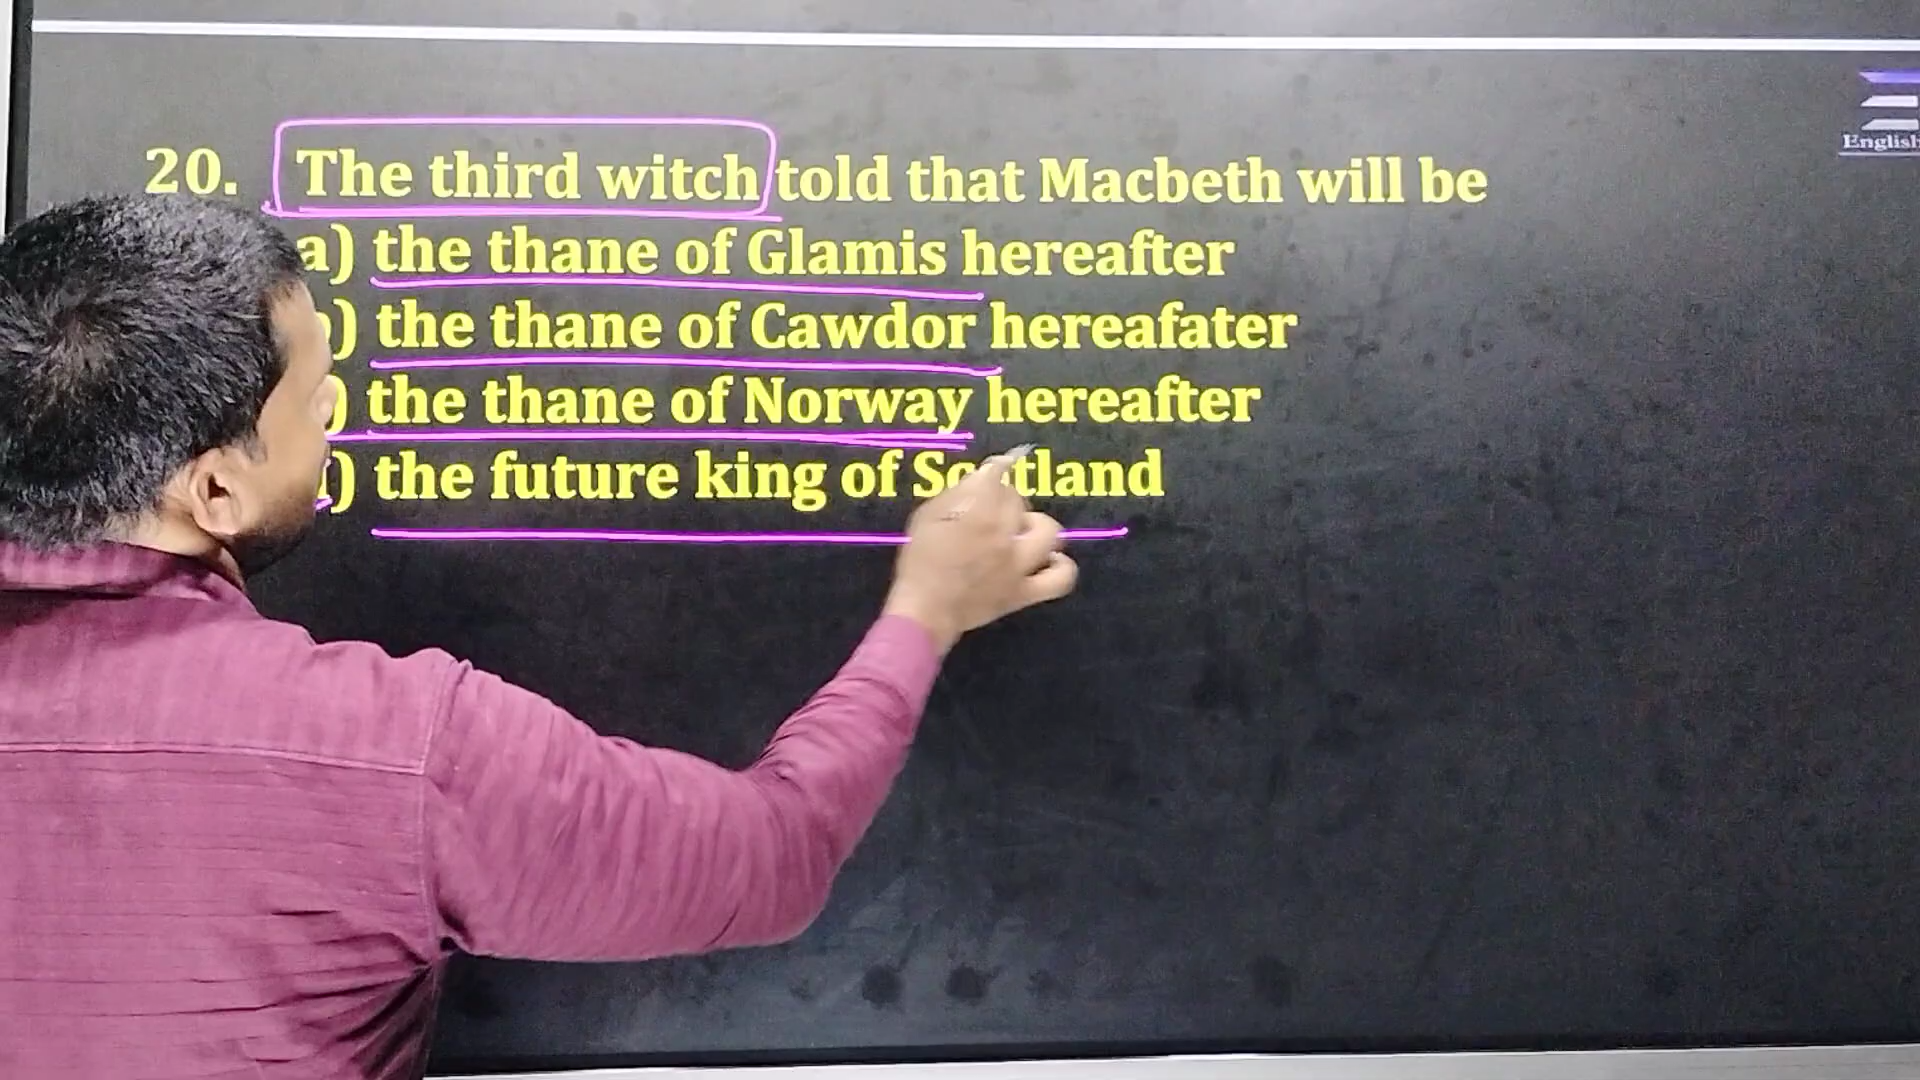 20. The third witch told that Macbeth will be
a) the thane of Glamis hereafter
) the thane of Cawdor hereafater
) the thane of Norway hereafter
) the future king of Scotland
English